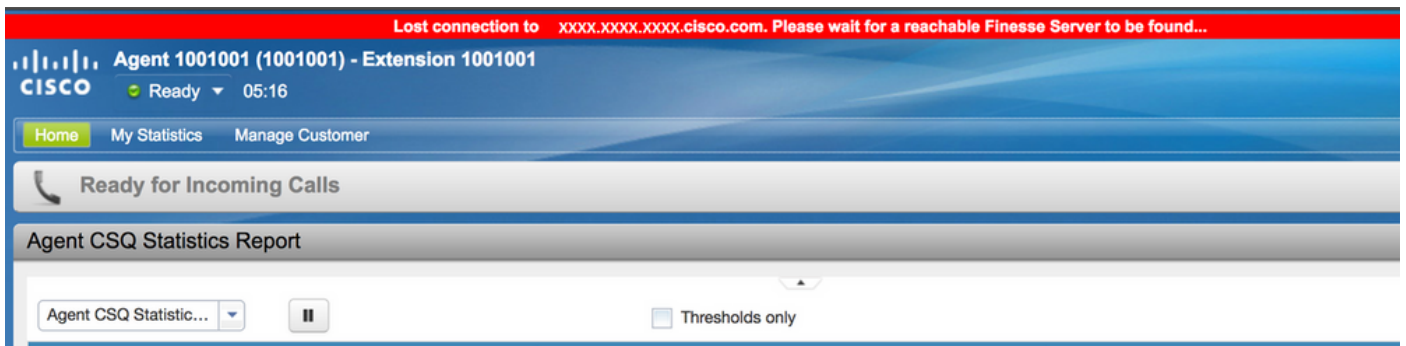 Lost connection to xxxx.xxxx.xxxx.cisco.com. Please wait for a reachable Finesse Server to be found...
Agent 1001001 (1001001) - Extension 1001001
CISCO Ready 05:16
Home My Statistics Manage Customer
Ready for Incoming Calls
Agent CSQ Statistics Report
Agent CSQ Statistic... Thresholds only